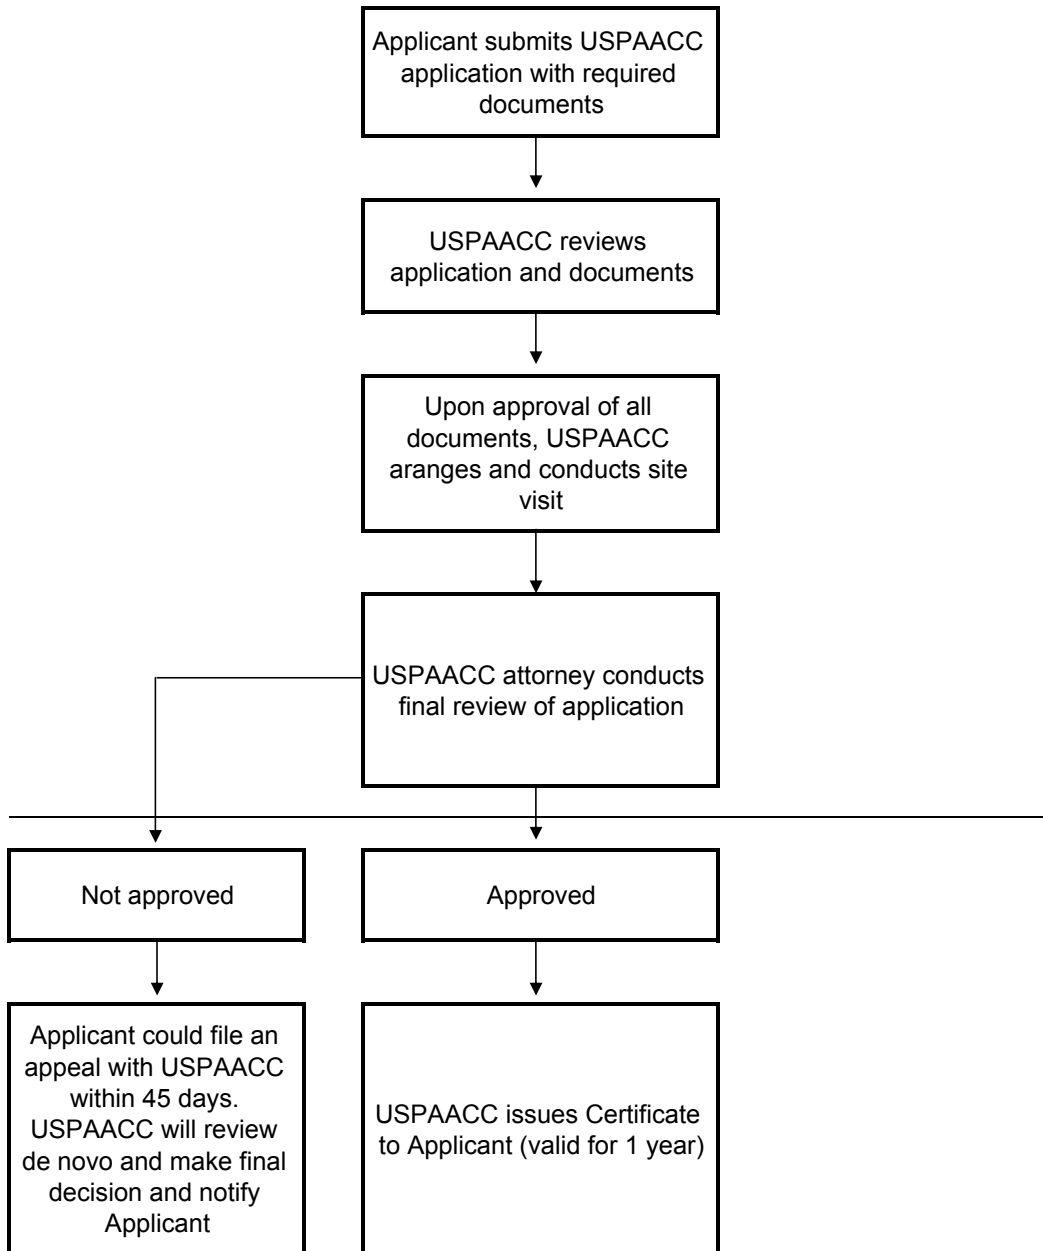 Applicant submits USPAACC
application with required
documents
USPAACC reviews
application and documents
Upon approval of all
documents, USPAACC
aranges and conducts site
visit
USPAACC attorney conducts
final review of application
Not approved
Approved
Applicant could file an
appeal with USPAACC
within 45 days.
USPAACC will review
de novo and make final
decision and notify
Applicant
USPAACC issues Certificate
to Applicant (valid for 1 year)